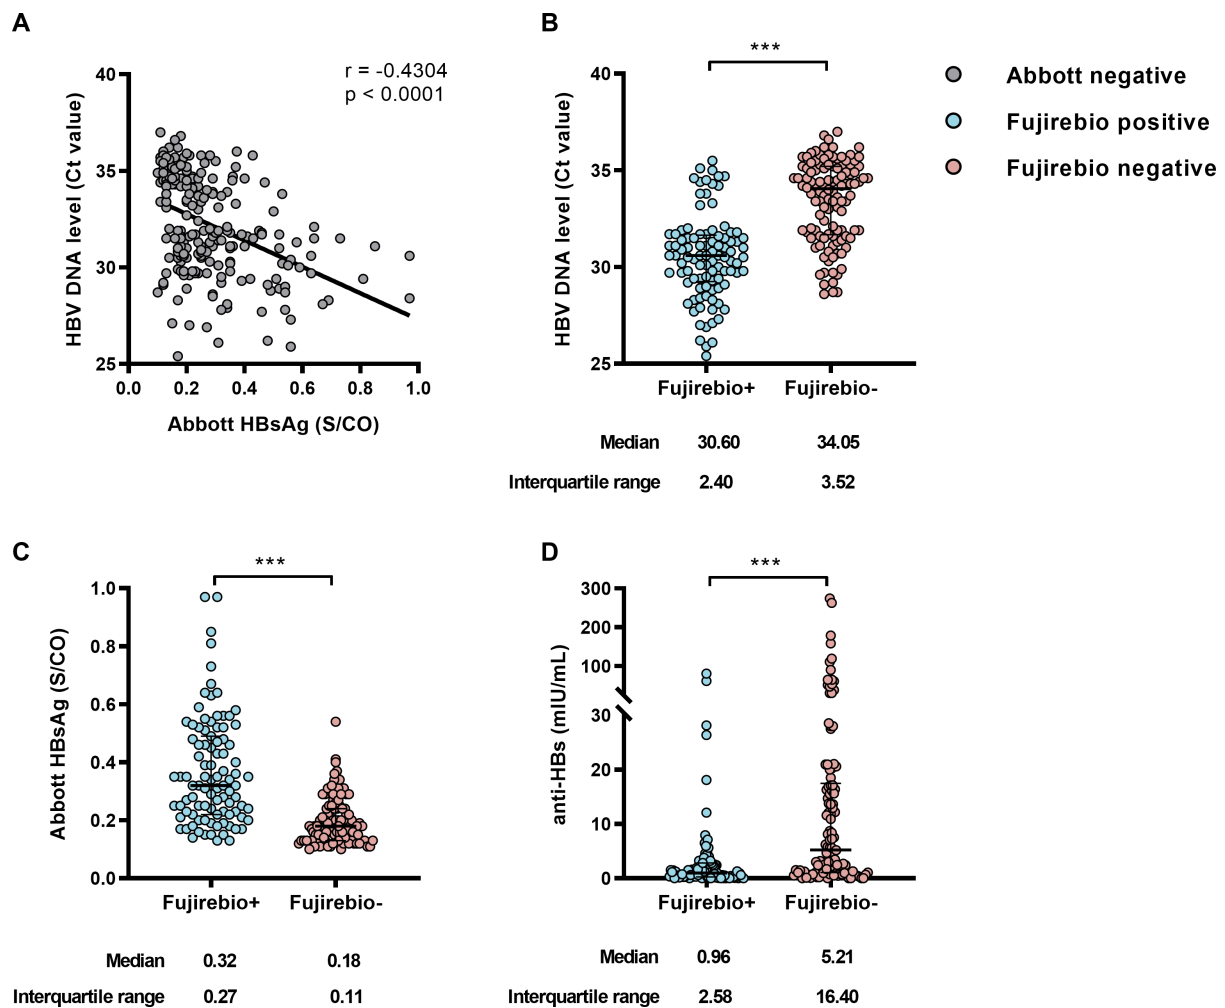 A
r = -0.4304
p < 0.0001
HBV DNA level (Ct value)
40
35
30
25
0.0 0.2 0.4 0.6 0.8 1.0
Abbott HBsAg (S/CO)
B
***
HBV DNA level (Ct value)
40
35
30
25
Fujirebio+ Fujirebio-
Median 30.60 34.05
Interquartile range 2.40 3.52
Abbott negative
Fujirebio positive
Fujirebio negative
C
***
Abbott HBsAg (S/CO)
1.0
0.8
0.6
0.4
0.2
0.0
Fujirebio+ Fujirebio-
Median 0.32 0.18
Interquartile range 0.27 0.11
D
***
anti-HBs (mIU/mL)
300
200
100
30
20
10
0
Fujirebio+ Fujirebio-
Median 0.96 5.21
Interquartile range 2.58 16.40